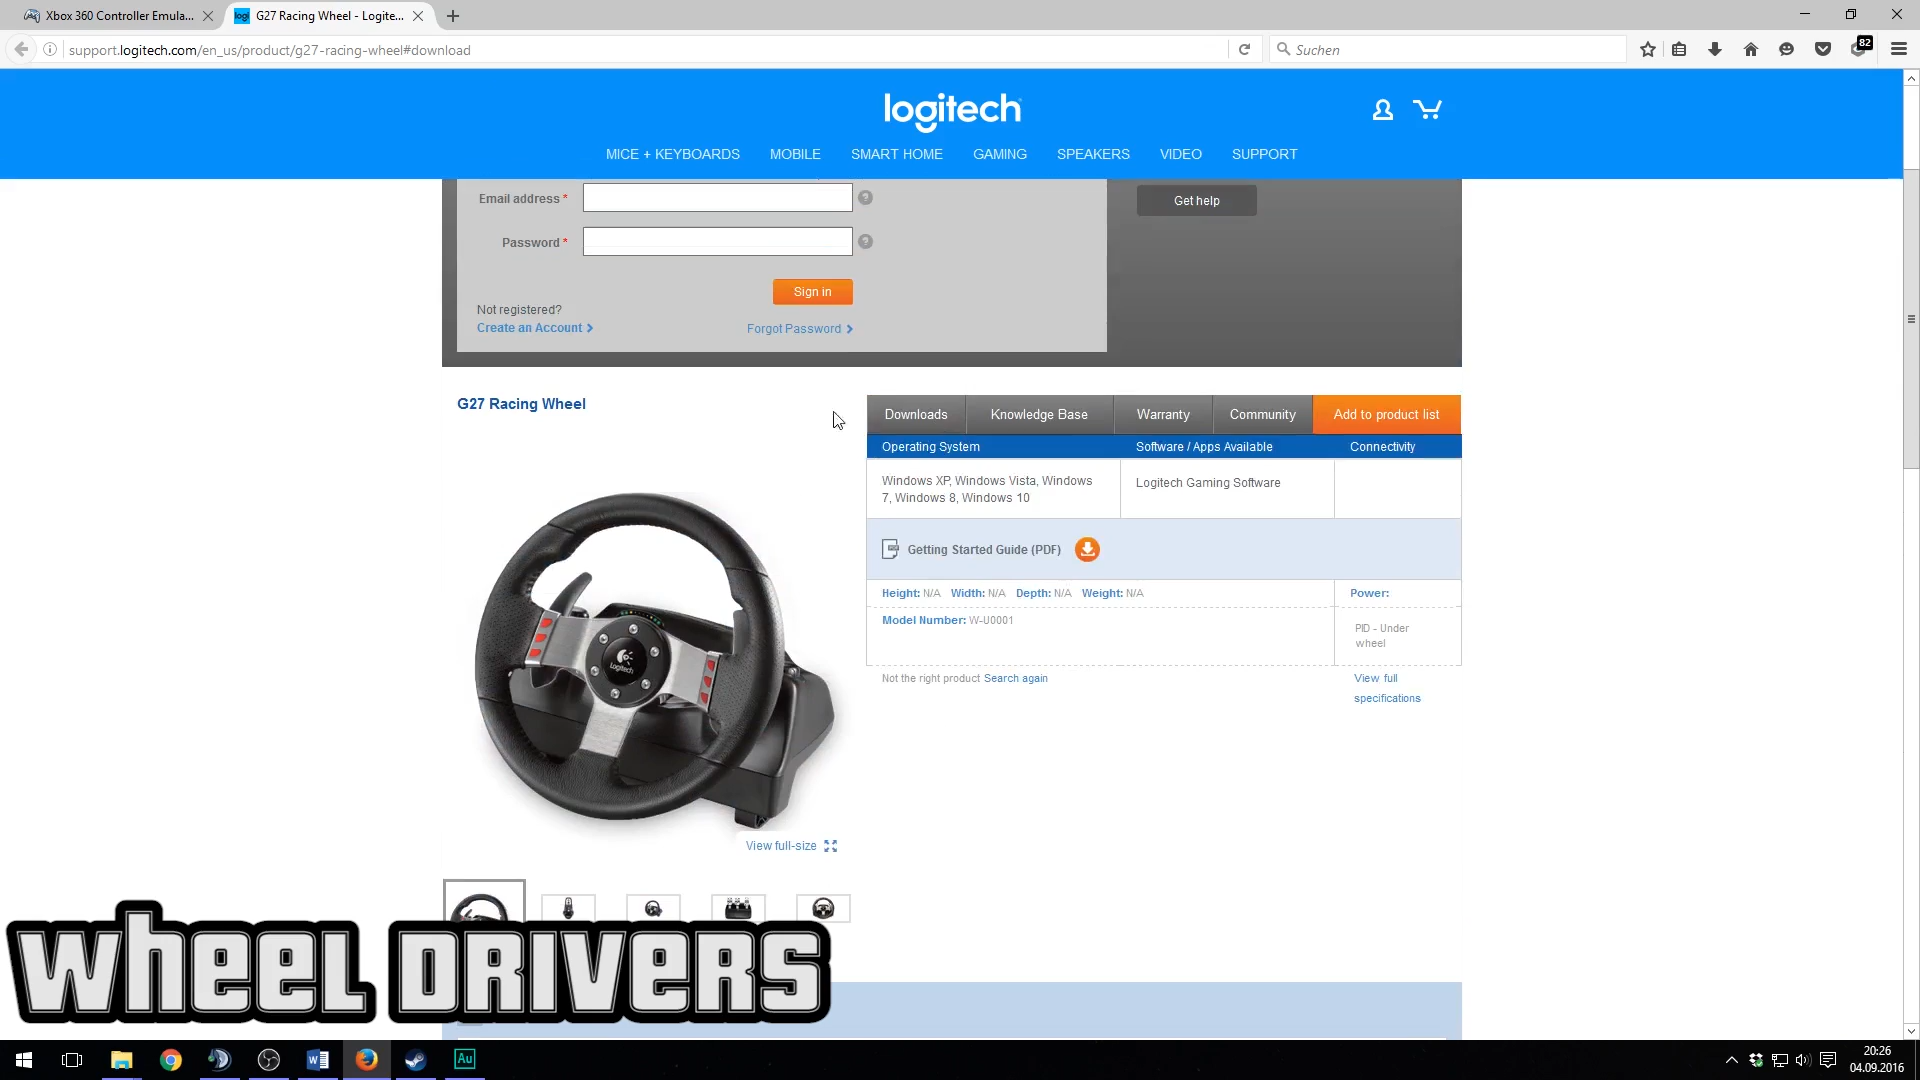 Xbox 360 Controller Emula...
G27 Racing Wheel - Logite...
support.logitech.com/en_us/product/g27-racing-wheel#download
Suchen
82
logitech
MICE + KEYBOARDS MOBILE SMART HOME GAMING SPEAKERS VIDEO SUPPORT
Email address *
?
Get help
Password *
?
Sign in
Not registered?
Create an Account
Forgot Password
G27 Racing Wheel
Downloads Knowledge Base Warranty Community Add to product list
Operating System Software / Apps Available Connectivity
Windows XP, Windows Vista, Windows
7, Windows 8, Windows 10
Logitech Gaming Software
Getting Started Guide (PDF)
Height: N/A Width: N/A Depth: N/A Weight: N/A
Power:
Model Number: W-U0001
PID - Under
wheel
Not the right product Search again
View full
specifications
Logitech
View full-size
WHEEL DRIVERS
Au
20:26
04.09.2016